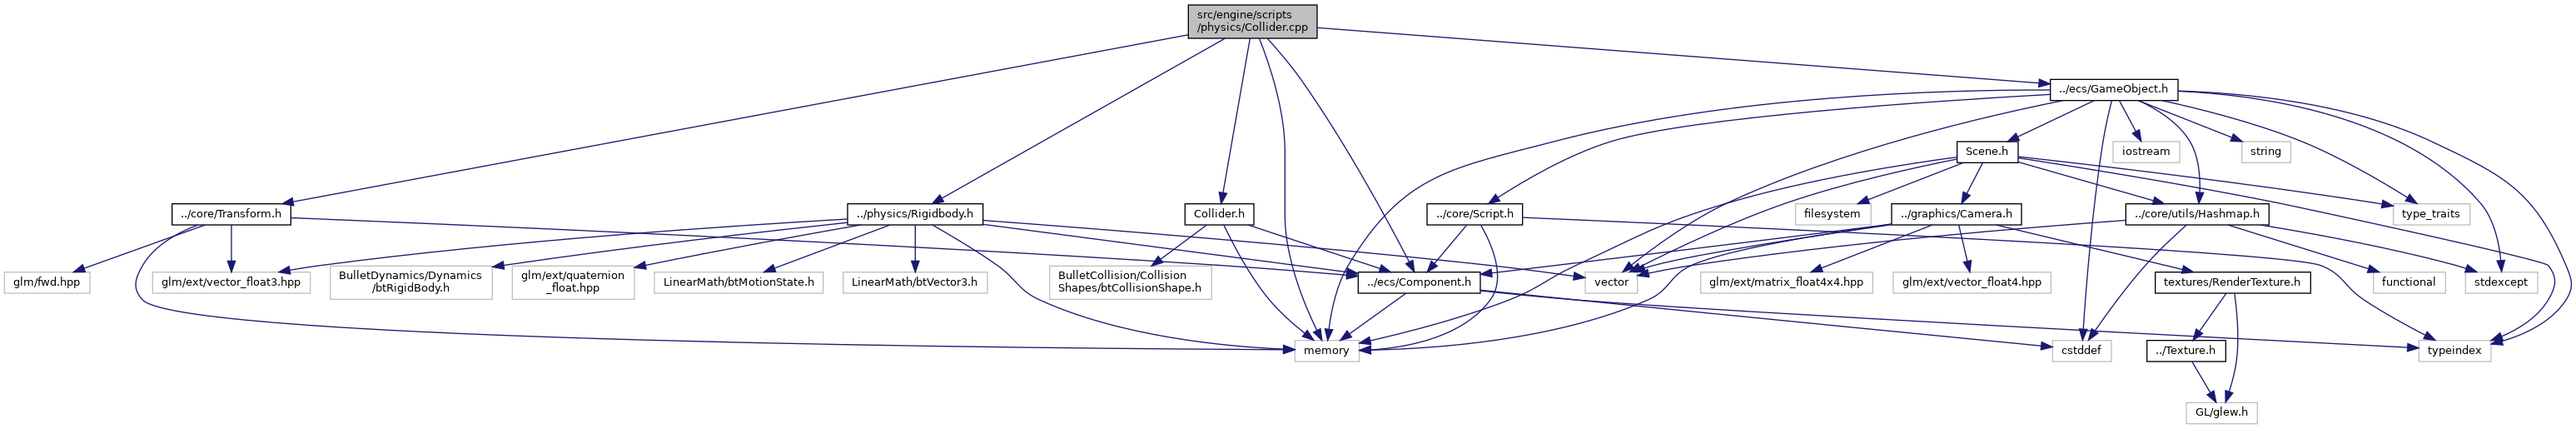 src/engine/scripts
/physics/Collider.cpp
../ecs/GameObject.h
Scene.h
iostream
string
../core/Transform.h
../physics/Rigidbody.h
Collider.h
../core/Script.h
filesystem
../graphics/Camera.h
../core/utils/Hashmap.h
type_traits
glm/fwd.hpp
glm/ext/vector_float3.hpp
BulletDynamics/Dynamics
/btRigidBody.h
glm/ext/quaternion
_float.hpp
LinearMath/btMotionState.h
LinearMath/btVector3.h
BulletCollision/Collision
Shapes/btCollisionShape.h
../ecs/Component.h
vector
glm/ext/matrix_float4x4.hpp
glm/ext/vector_float4.hpp
textures/RenderTexture.h
functional
stdexcept
memory
cstddef
../Texture.h
typeindex
GL/glew.h